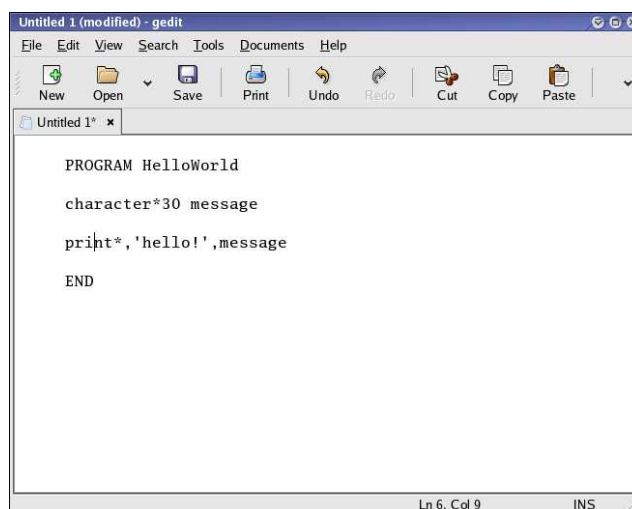 Untitled 1 (modified) - gedit
File Edit View Search Tools Documents Help
New Open Save Print Undo Redo Cut Copy Paste
Untitled 1*
PROGRAM HelloWorld
character*30 message
print*,'hello!',message
END
Ln 6, Col 9 INS